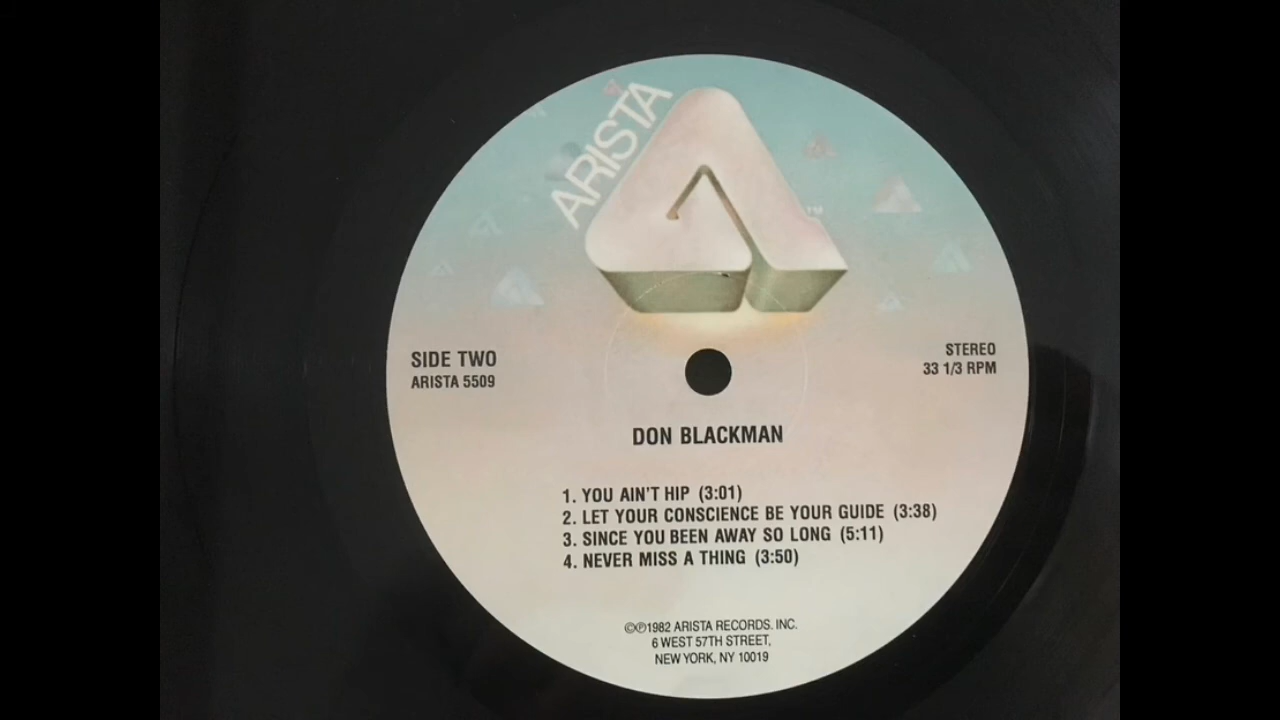 ARISTA
TM
SIDE TWO
ARISTA 5509
STEREO
33 1/3 RPM
DON BLACKMAN
1. YOU AIN'T HIP (3:01)
2. LET YOUR CONSCIENCE BE YOUR GUIDE (3:38)
3. SINCE YOU BEEN AWAY SO LONG (5:11)
4. NEVER MISS A THING (3:50)
©℗1982 ARISTA RECORDS. INC.
6 WEST 57TH STREET,
NEW YORK, NY 10019